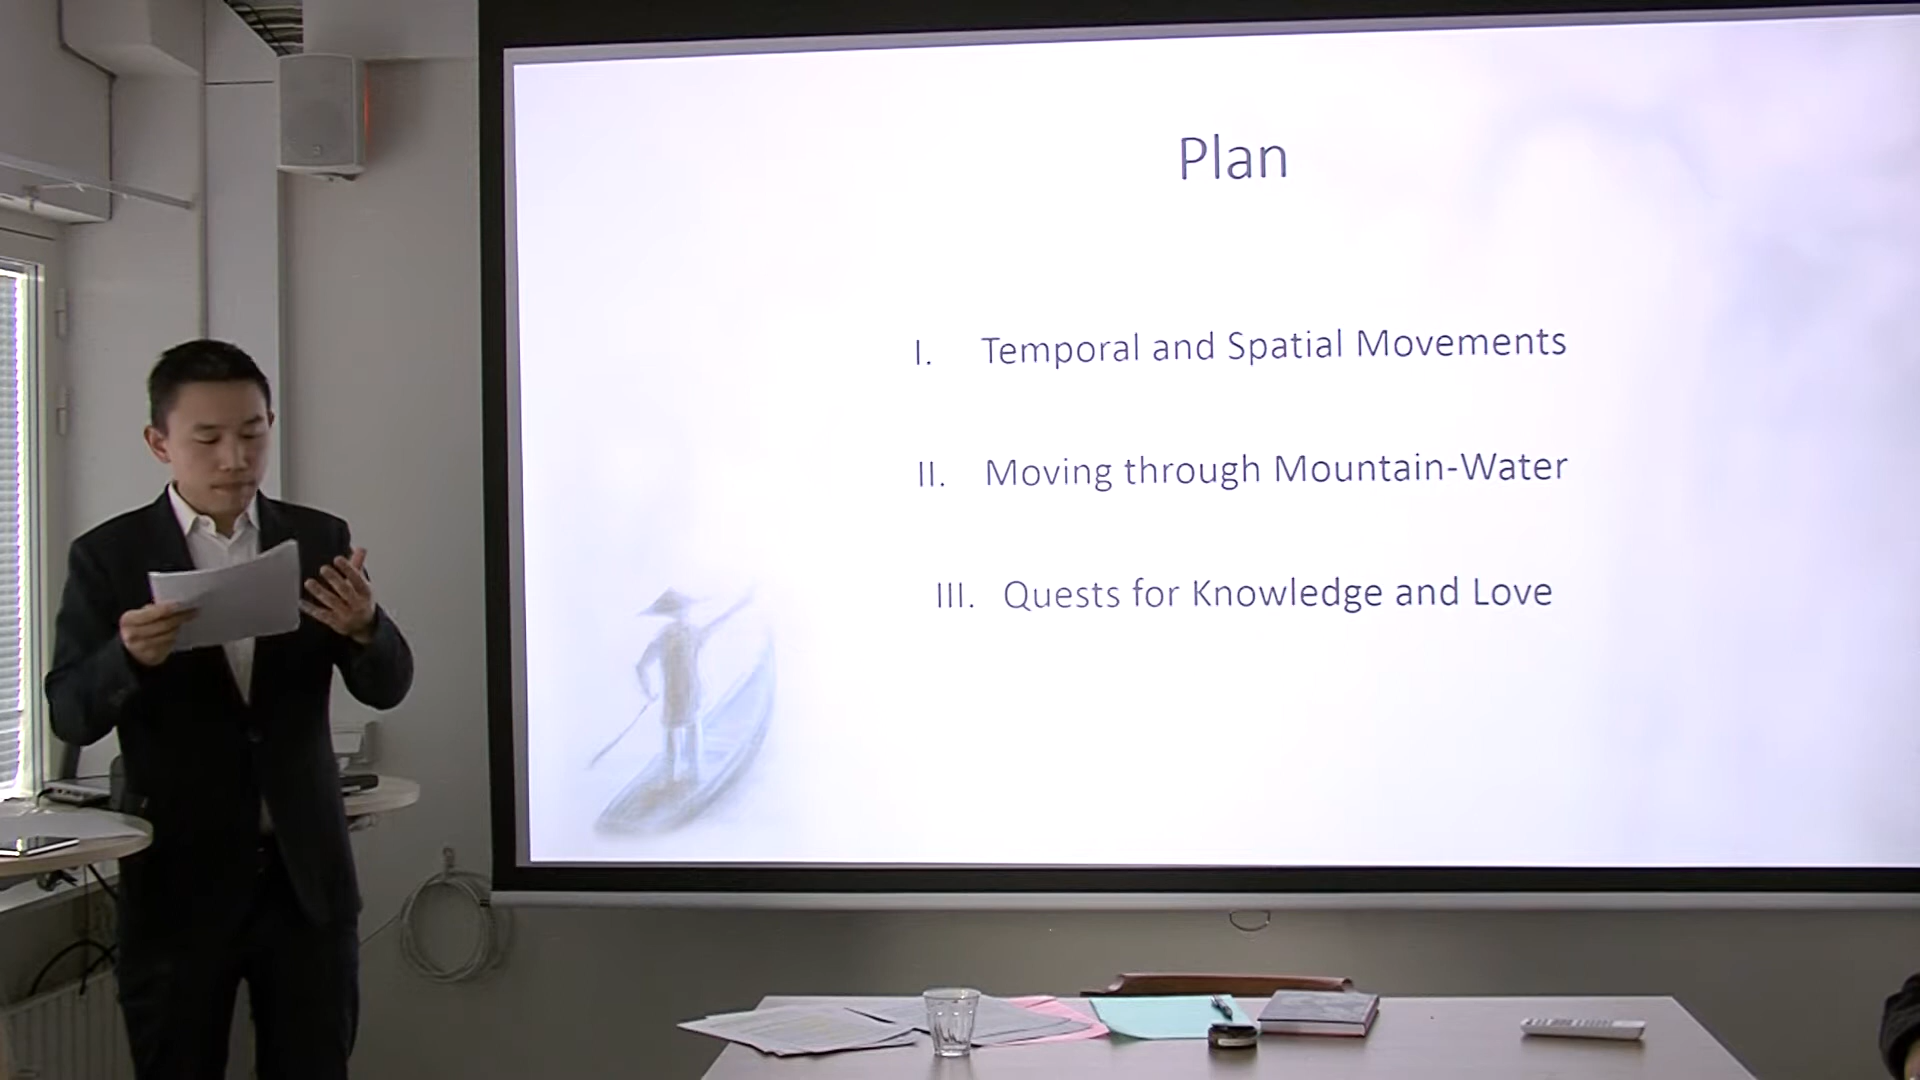 Plan
I. Temporal and Spatial Movements
II. Moving through Mountain-Water
III. Quests for Knowledge and Love